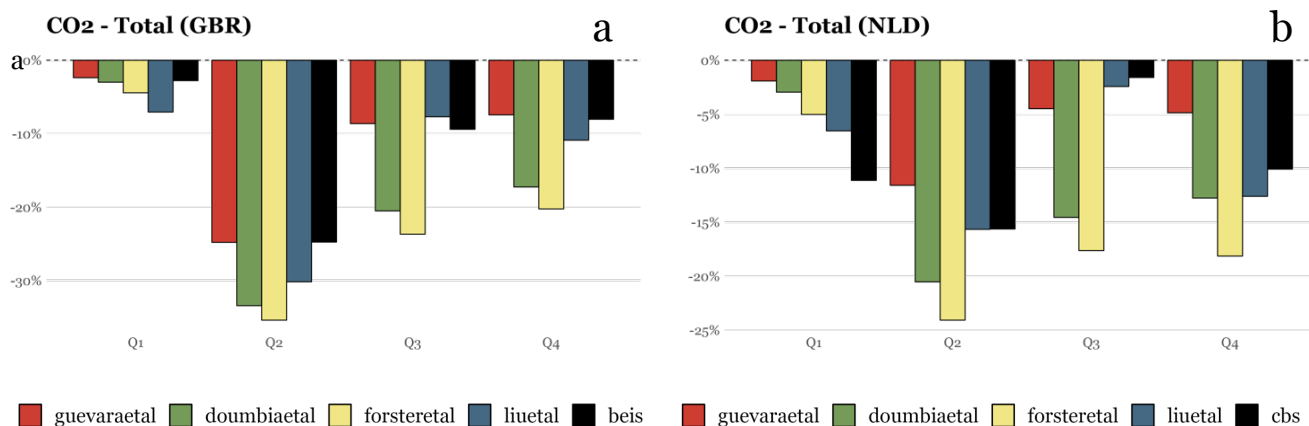 CO2 - Total (GBR)
a
a
0%
-10%
-20%
-30%
Q1 Q2 Q3 Q4
guevaraetal doumbiaetal forsteretal liuetal beis
CO2 - Total (NLD)
b
0%
-5%
-10%
-15%
-20%
-25%
Q1 Q2 Q3 Q4
guevaraetal doumbiaetal forsteretal liuetal cbs